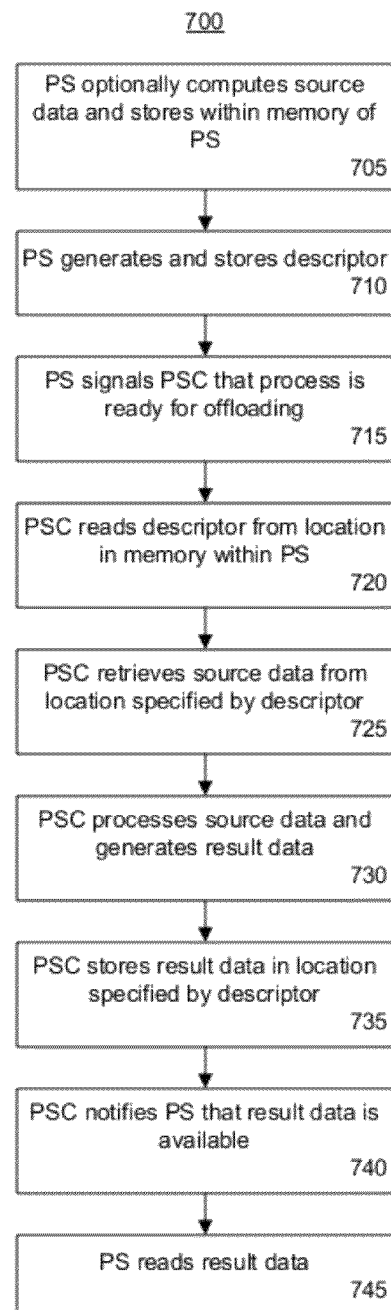 700
PS optionally computes source
data and stores within memory of
PS
705
PS generates and stores descriptor
710
PS signals PSC that process is
ready for offloading
715
PSC reads descriptor from location
in memory within PS
720
PSC retrieves source data from
location specified by descriptor
725
PSC processes source data and
generates result data
730
PSC stores result data in location
specified by descriptor
735
PSC notifies PS that result data is
available
740
PS reads result data
745